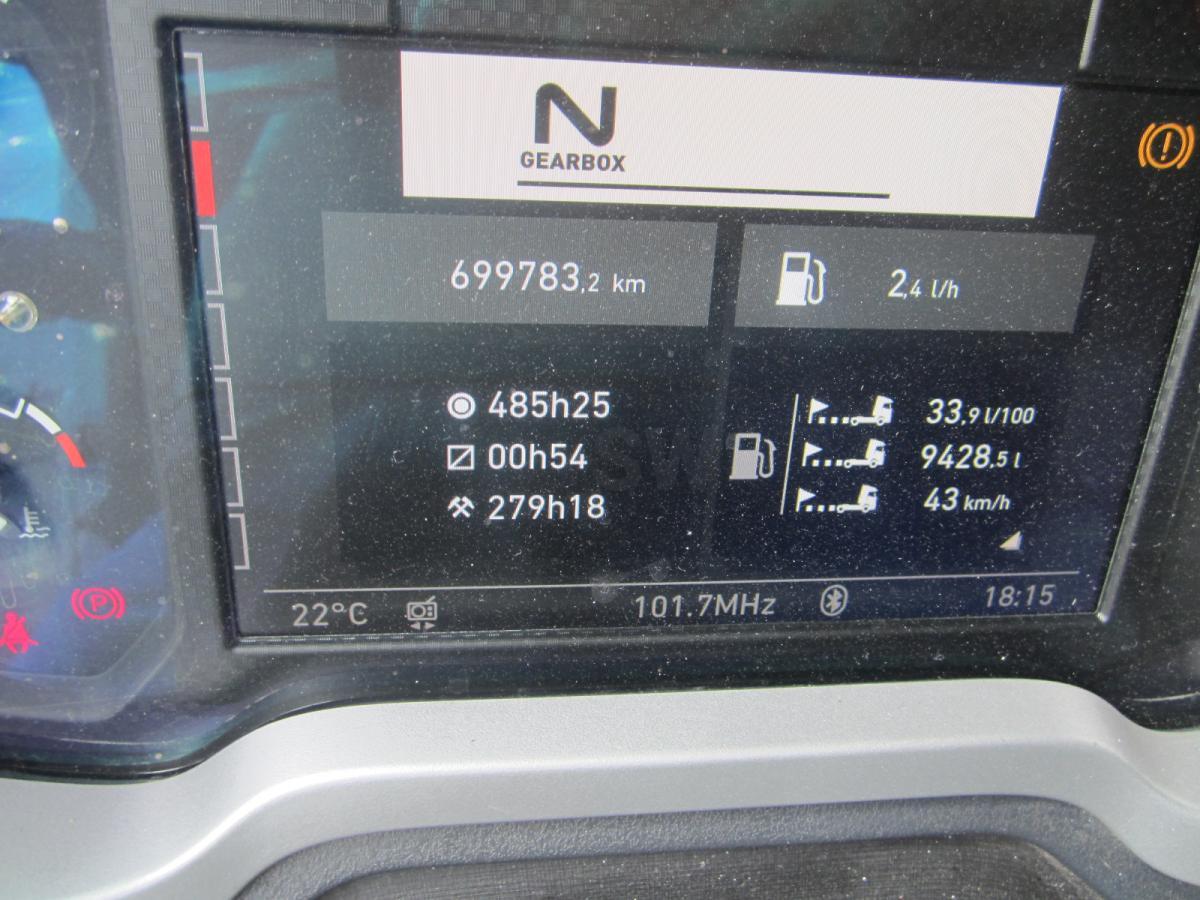 N
GEARBOX
699783,2 km
2,4 l/h
485h25
00h54
279h18
33,9 l/100
9428,5 l
43 km/h
22°C
101.7MHz
18:15
P